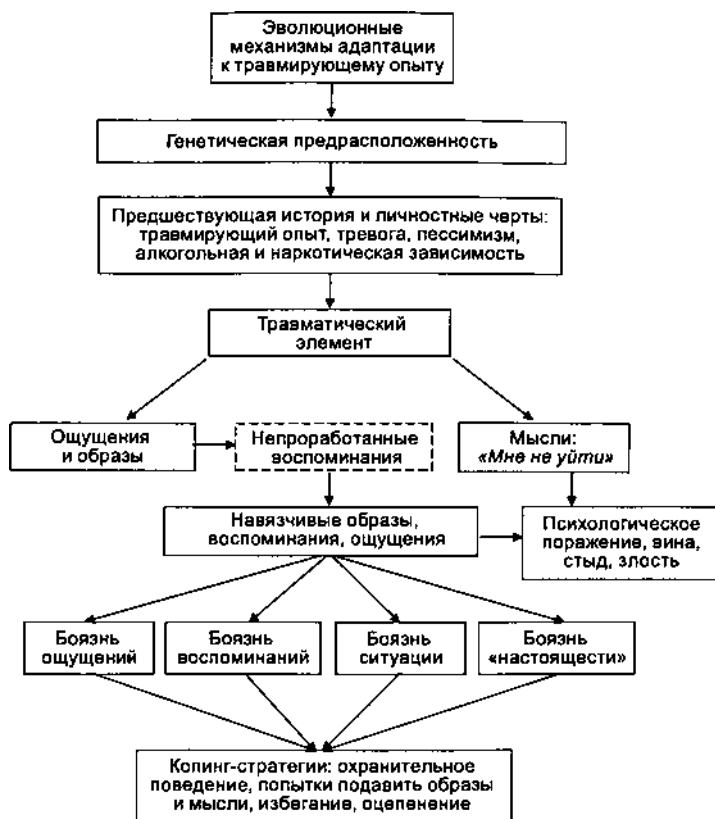 Эволюционные
механизмы адаптации
к травмирующему опыту
Генетическая предрасположенность
Предшествующая история и личностные черты:
травмирующий опыт, тревога, пессимизм,
алкогольная и наркотическая зависимость
Травматический
элемент
Ощущения
и образы
Непроработанные
воспоминания
Мысли:
«Мне не уйти»
Навязчивые образы,
воспоминания, ощущения
Психологическое
поражение, вина,
стыд, злость
Боязнь
ощущений
Боязнь
воспоминаний
Боязнь
ситуации
Боязнь
«настоящести»
Копинг-стратегии: охранительное
поведение, попытки подавить образы
и мысли, избегание, оцепенение